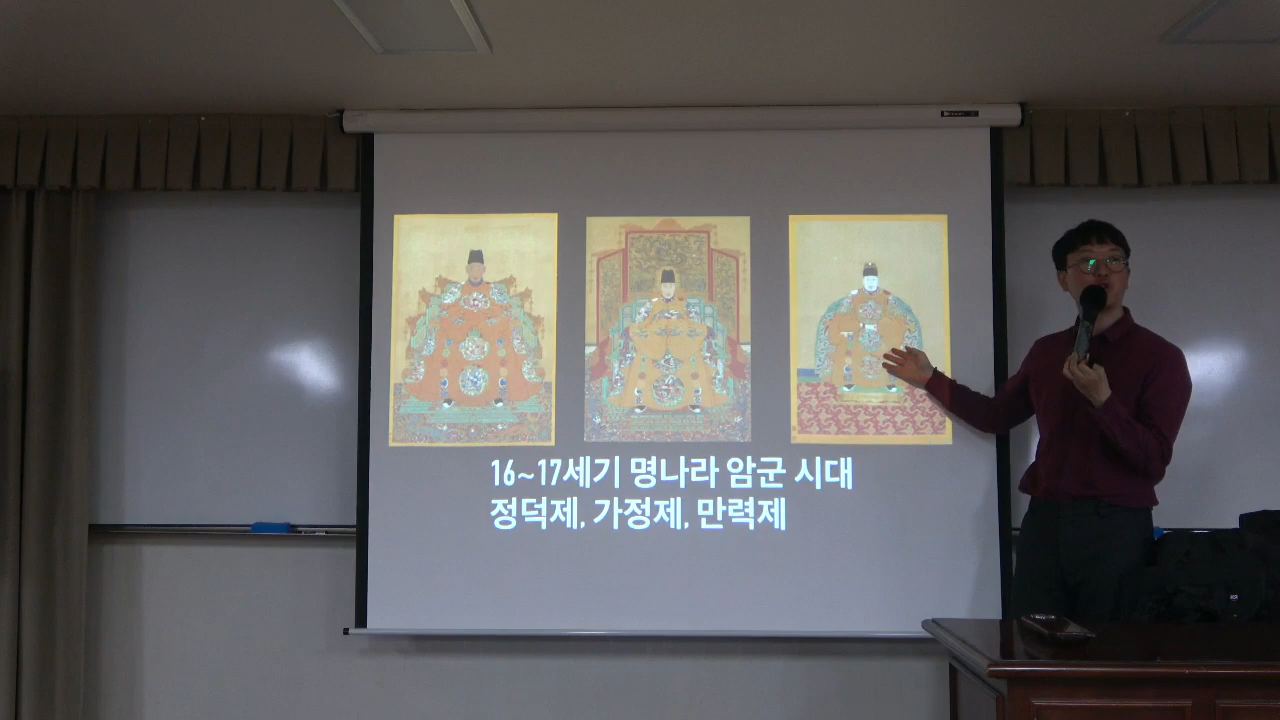 16~17세기 명나라 암군 시대
정덕제, 가정제, 만력제